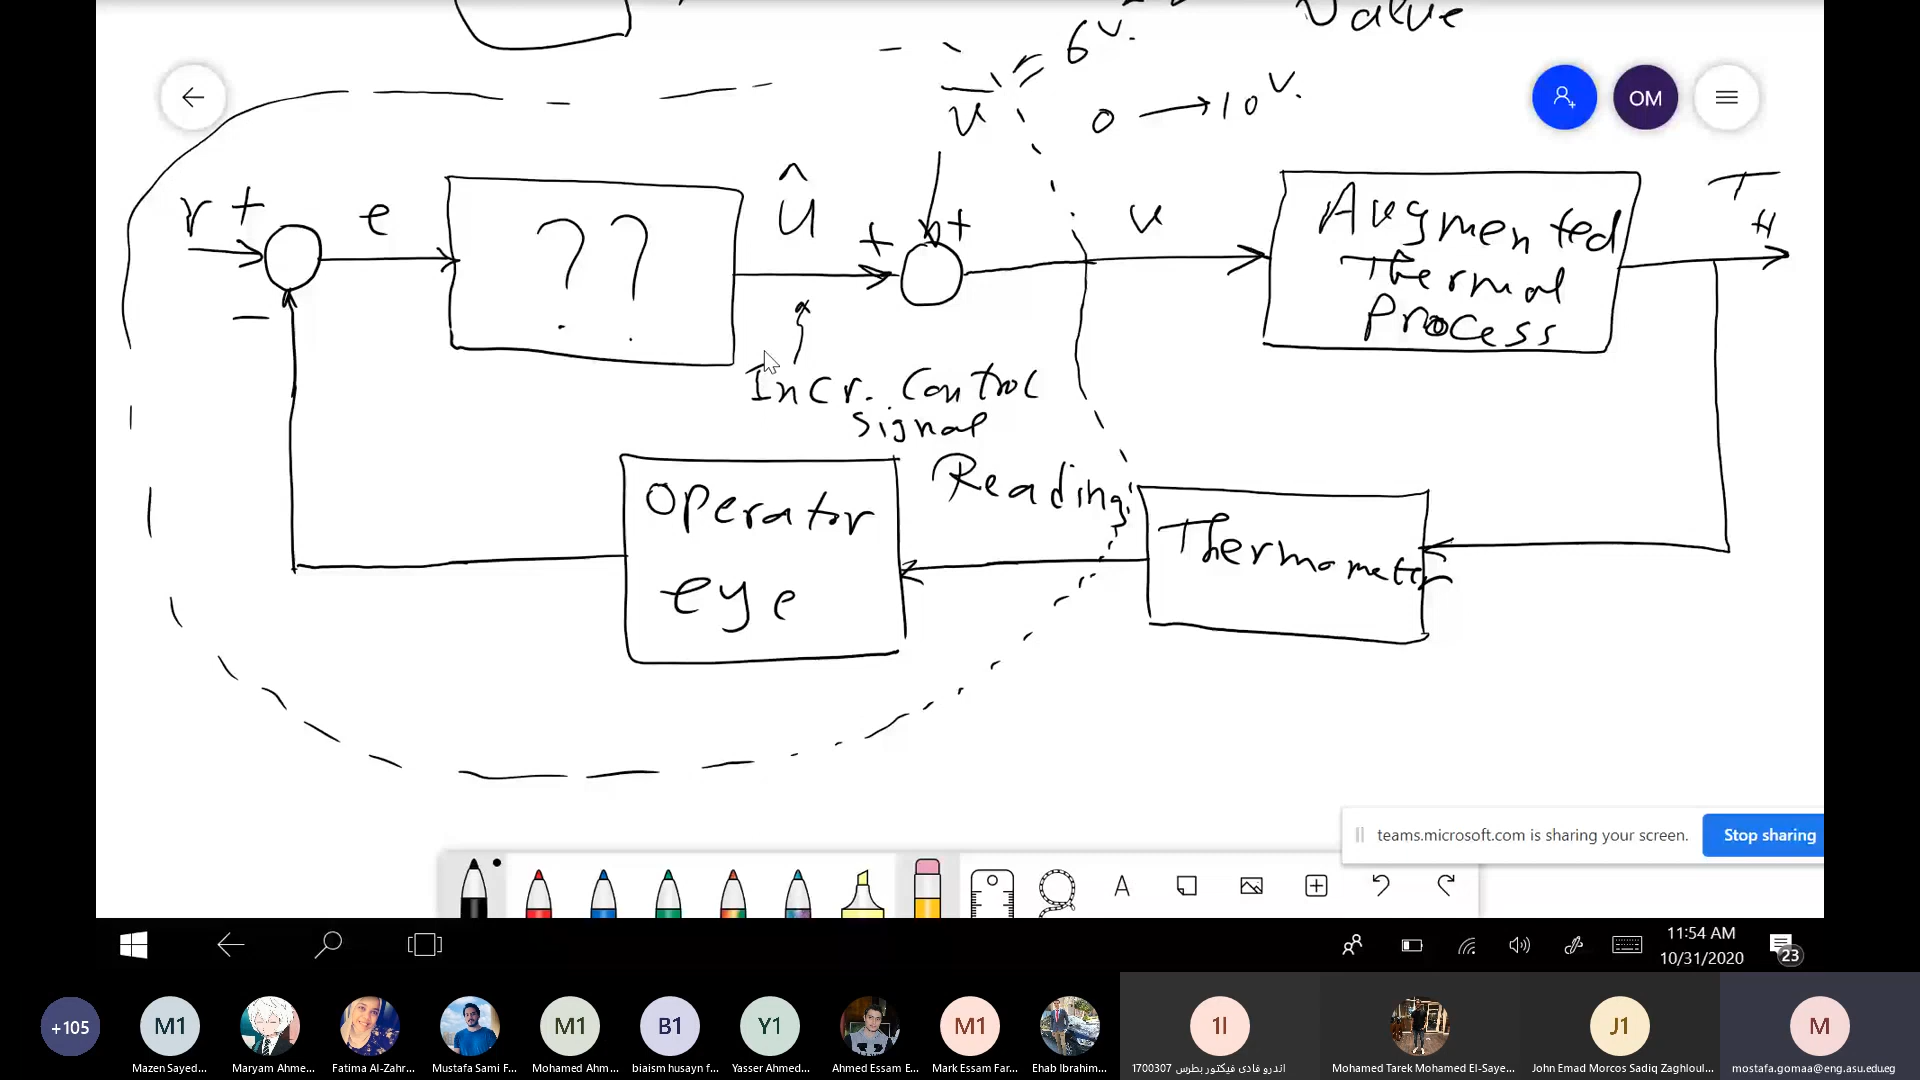 Value
= 6 V.
u
0 → 10 V.
OM
r +
e
??
^
U
+
+
u
Augmented
Thermal
Process
T
H
−
Incr. Control
Signal
Operator
eye
Reading
Thermometer
teams.microsoft.com is sharing your screen.
Stop sharing
A
11:54 AM
10/31/2020
23
+105
M1
M1
B1
Y1
M1
1ا
J1
M
Mazen Sayed...
Maryam Ahme...
Fatima Al-Zahr...
Mustafa Sami F...
Mohamed Ahm...
biaism husayn f...
Yasser Ahmed...
Ahmed Essam E...
Mark Essam Far...
Ehab Ibrahim...
اندرو فادى فيكتور بطرس 1700307
Mohamed Tarek Mohamed El-Saye...
John Emad Morcos Sadiq Zaghloul...
mostafa.gomaa@eng.asu.edu.eg